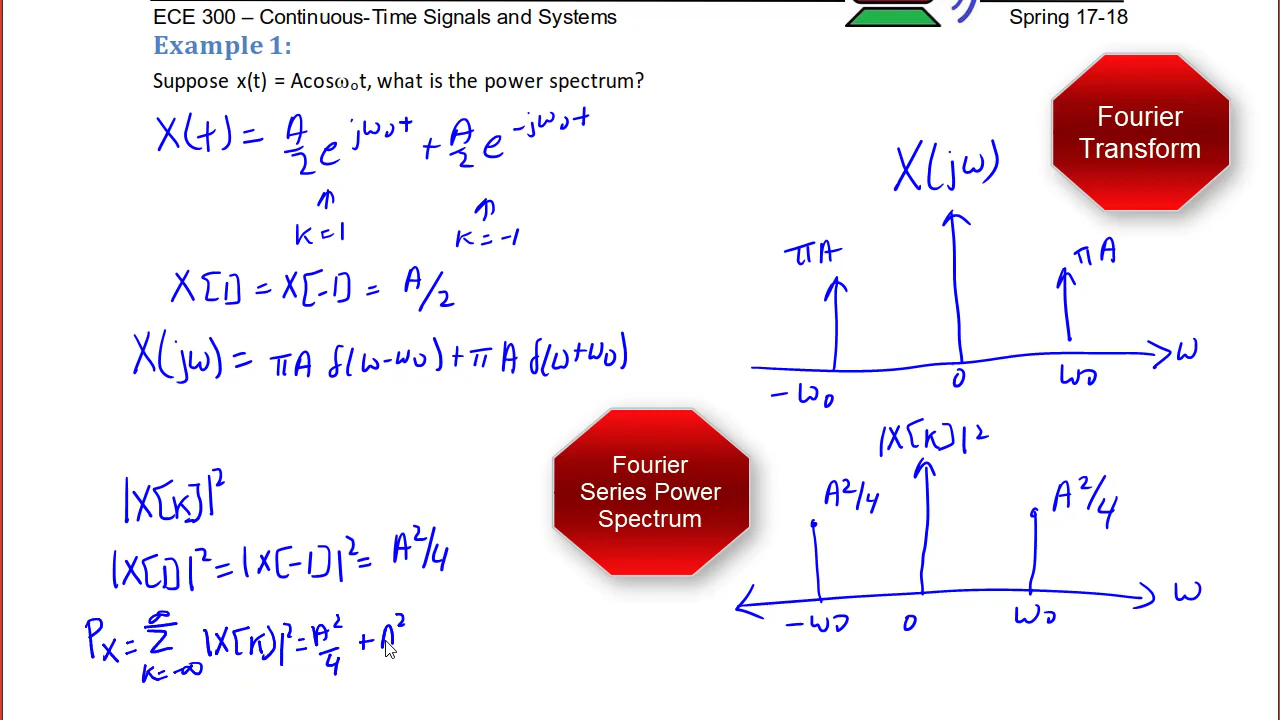 ECE 300 – Continuous-Time Signals and Systems Spring 17-18
Example 1:
Suppose x(t) = Acosω₀t, what is the power spectrum?
Fourier
Transform
X(t) = A/2 e^{jω0t} + A/2 e^{-jω0t}
↑ ↑
K=1 K=-1
X[1] = X[-1] = A/2
X(jω) = πA δ(ω-ω0) + πA δ(ω+ω0)
X(jω)
πA πA
-ω0 0 ω0 ω
Fourier
Series Power
Spectrum
|X[K]|²
|X[1]|² = |X[-1]|² = A²/4
Px = ∞ Σ K=-∞ |X[K]|² = A²/4 + A²
|X[K]|²
A²/4 A²/4
-ω0 0 ω0 ω